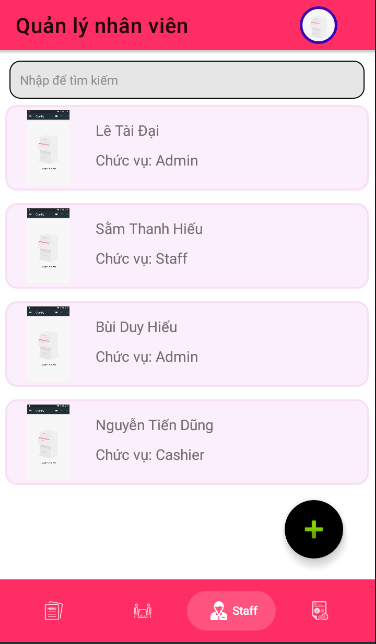 Quản lý nhân viên
Nhập để tìm kiếm
Lê Tài Đại
Chức vụ: Admin
Sằm Thanh Hiếu
Chức vụ: Staff
Bùi Duy Hiếu
Chức vụ: Admin
Nguyễn Tiến Dũng
Chức vụ: Cashier
Staff